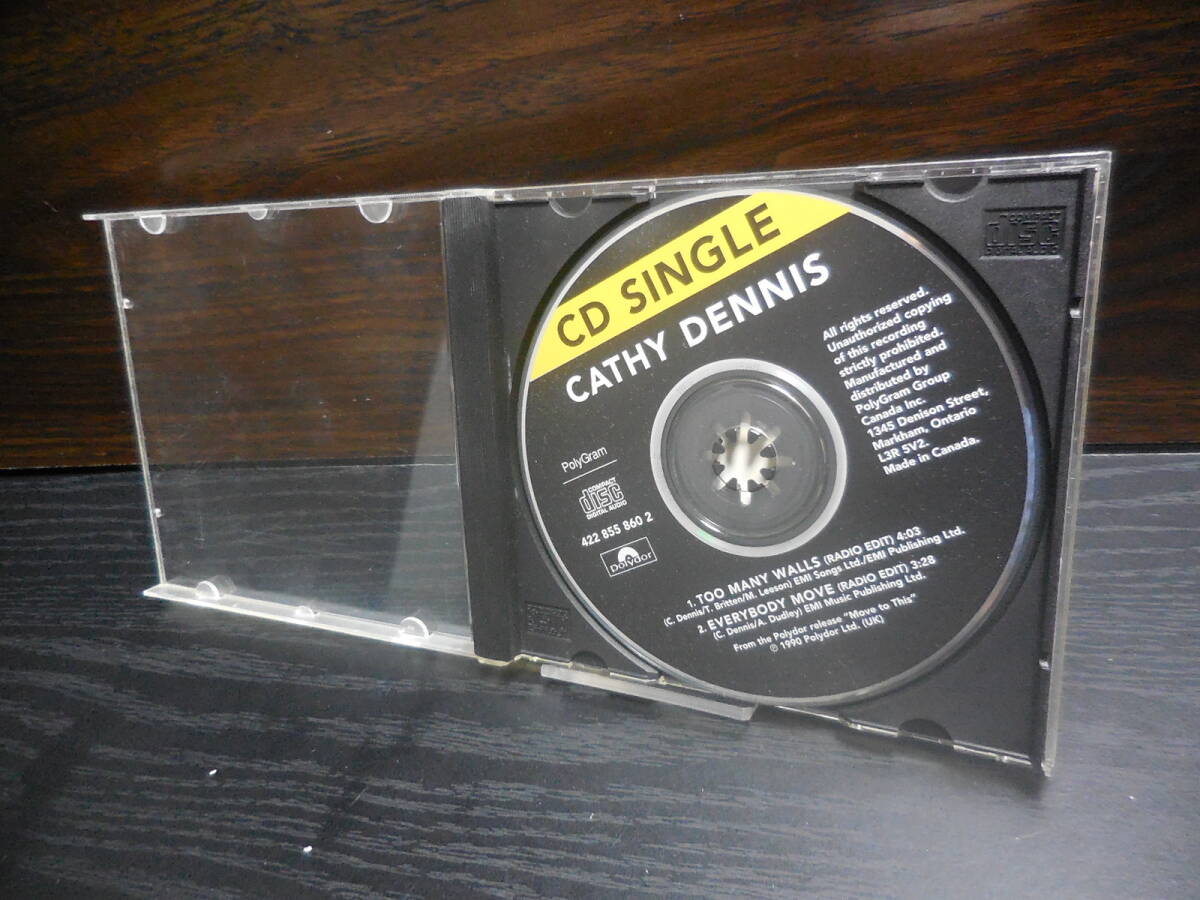 CD SINGLE
CATHY DENNIS
All rights reserved.
Unauthorized copying
of this recording
strictly prohibited.
Manufactured and
distributed by
PolyGram Group
Canada Inc.
1345 Denison Street,
Markham, Ontario
L3R 5V2.
Made in Canada.
PolyGram
COMPACT
disc
DIGITAL AUDIO
422 855 860 2
Polydor
1. TOO MANY WALLS (RADIO EDIT) 4:03
(C. Dennis/T. Britten/M. Leeson) EMI Songs Ltd./EMI Publishing Ltd.
2. EVERYBODY MOVE (RADIO EDIT) 3:28
(C. Dennis/A. Dudley) EMI Music Publishing Ltd.
From the Polydor release "Move to This"
℗ 1990 Polydor Ltd. (UK)
COMPACT
disc